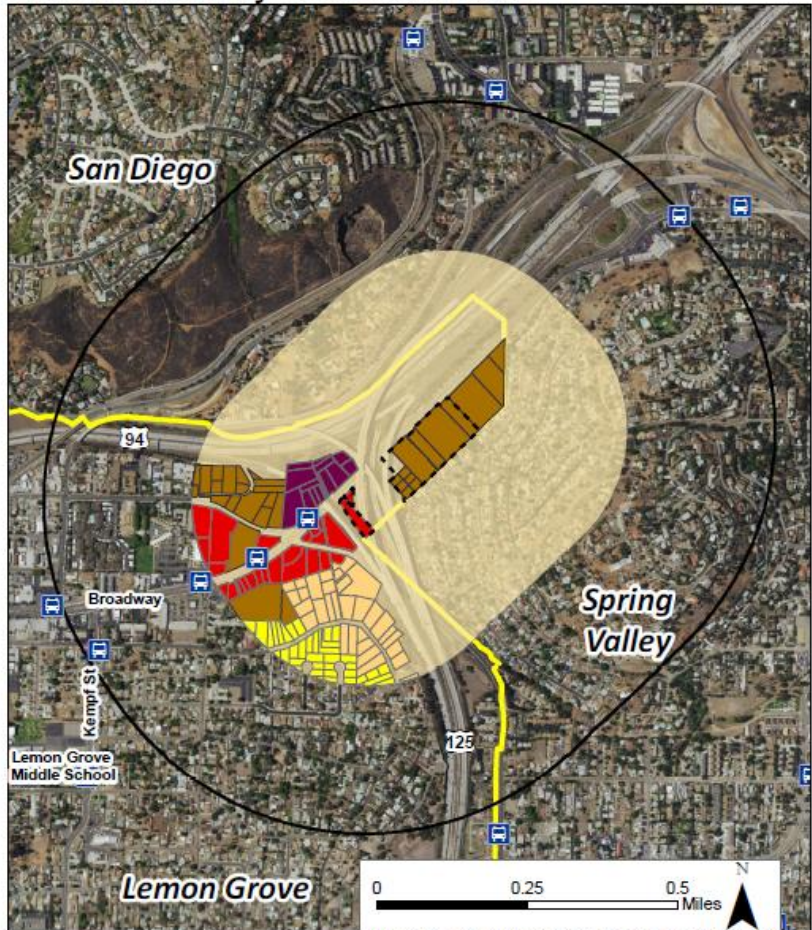 San Diego
94
Broadway
Spring
Valley
Kempf St
Lemon Grove
Middle School
125
Lemon Grove
0 0.25 0.5
Miles
N